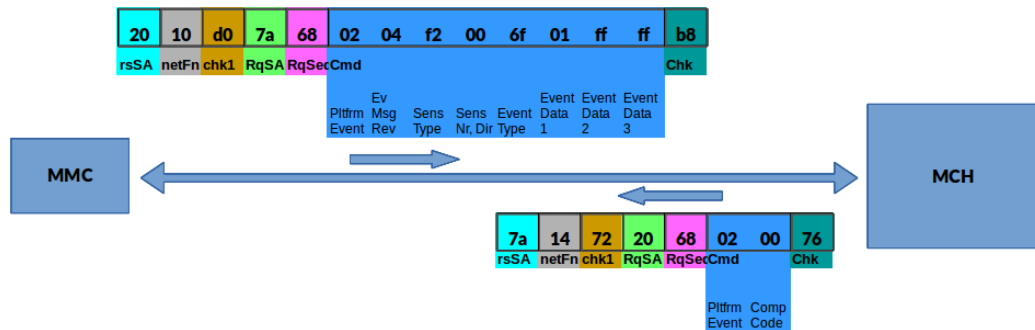 20 10 d0 7a 68 02 04 f2 00 6f 01 ff ff b8
rsSA netFn chk1 RqSA RqSeq Cmd Chk
Ev Event Event Event
Pltfrm Msg Sens Sens Event Data Data Data
Event Rev Type Nr, Dir Type 1 2 3
MMC
MCH
7a 14 72 20 68 02 00 76
rsSA netFn chk1 RqSA RqSeq Cmd Chk
Pltfrm Comp
Event Code